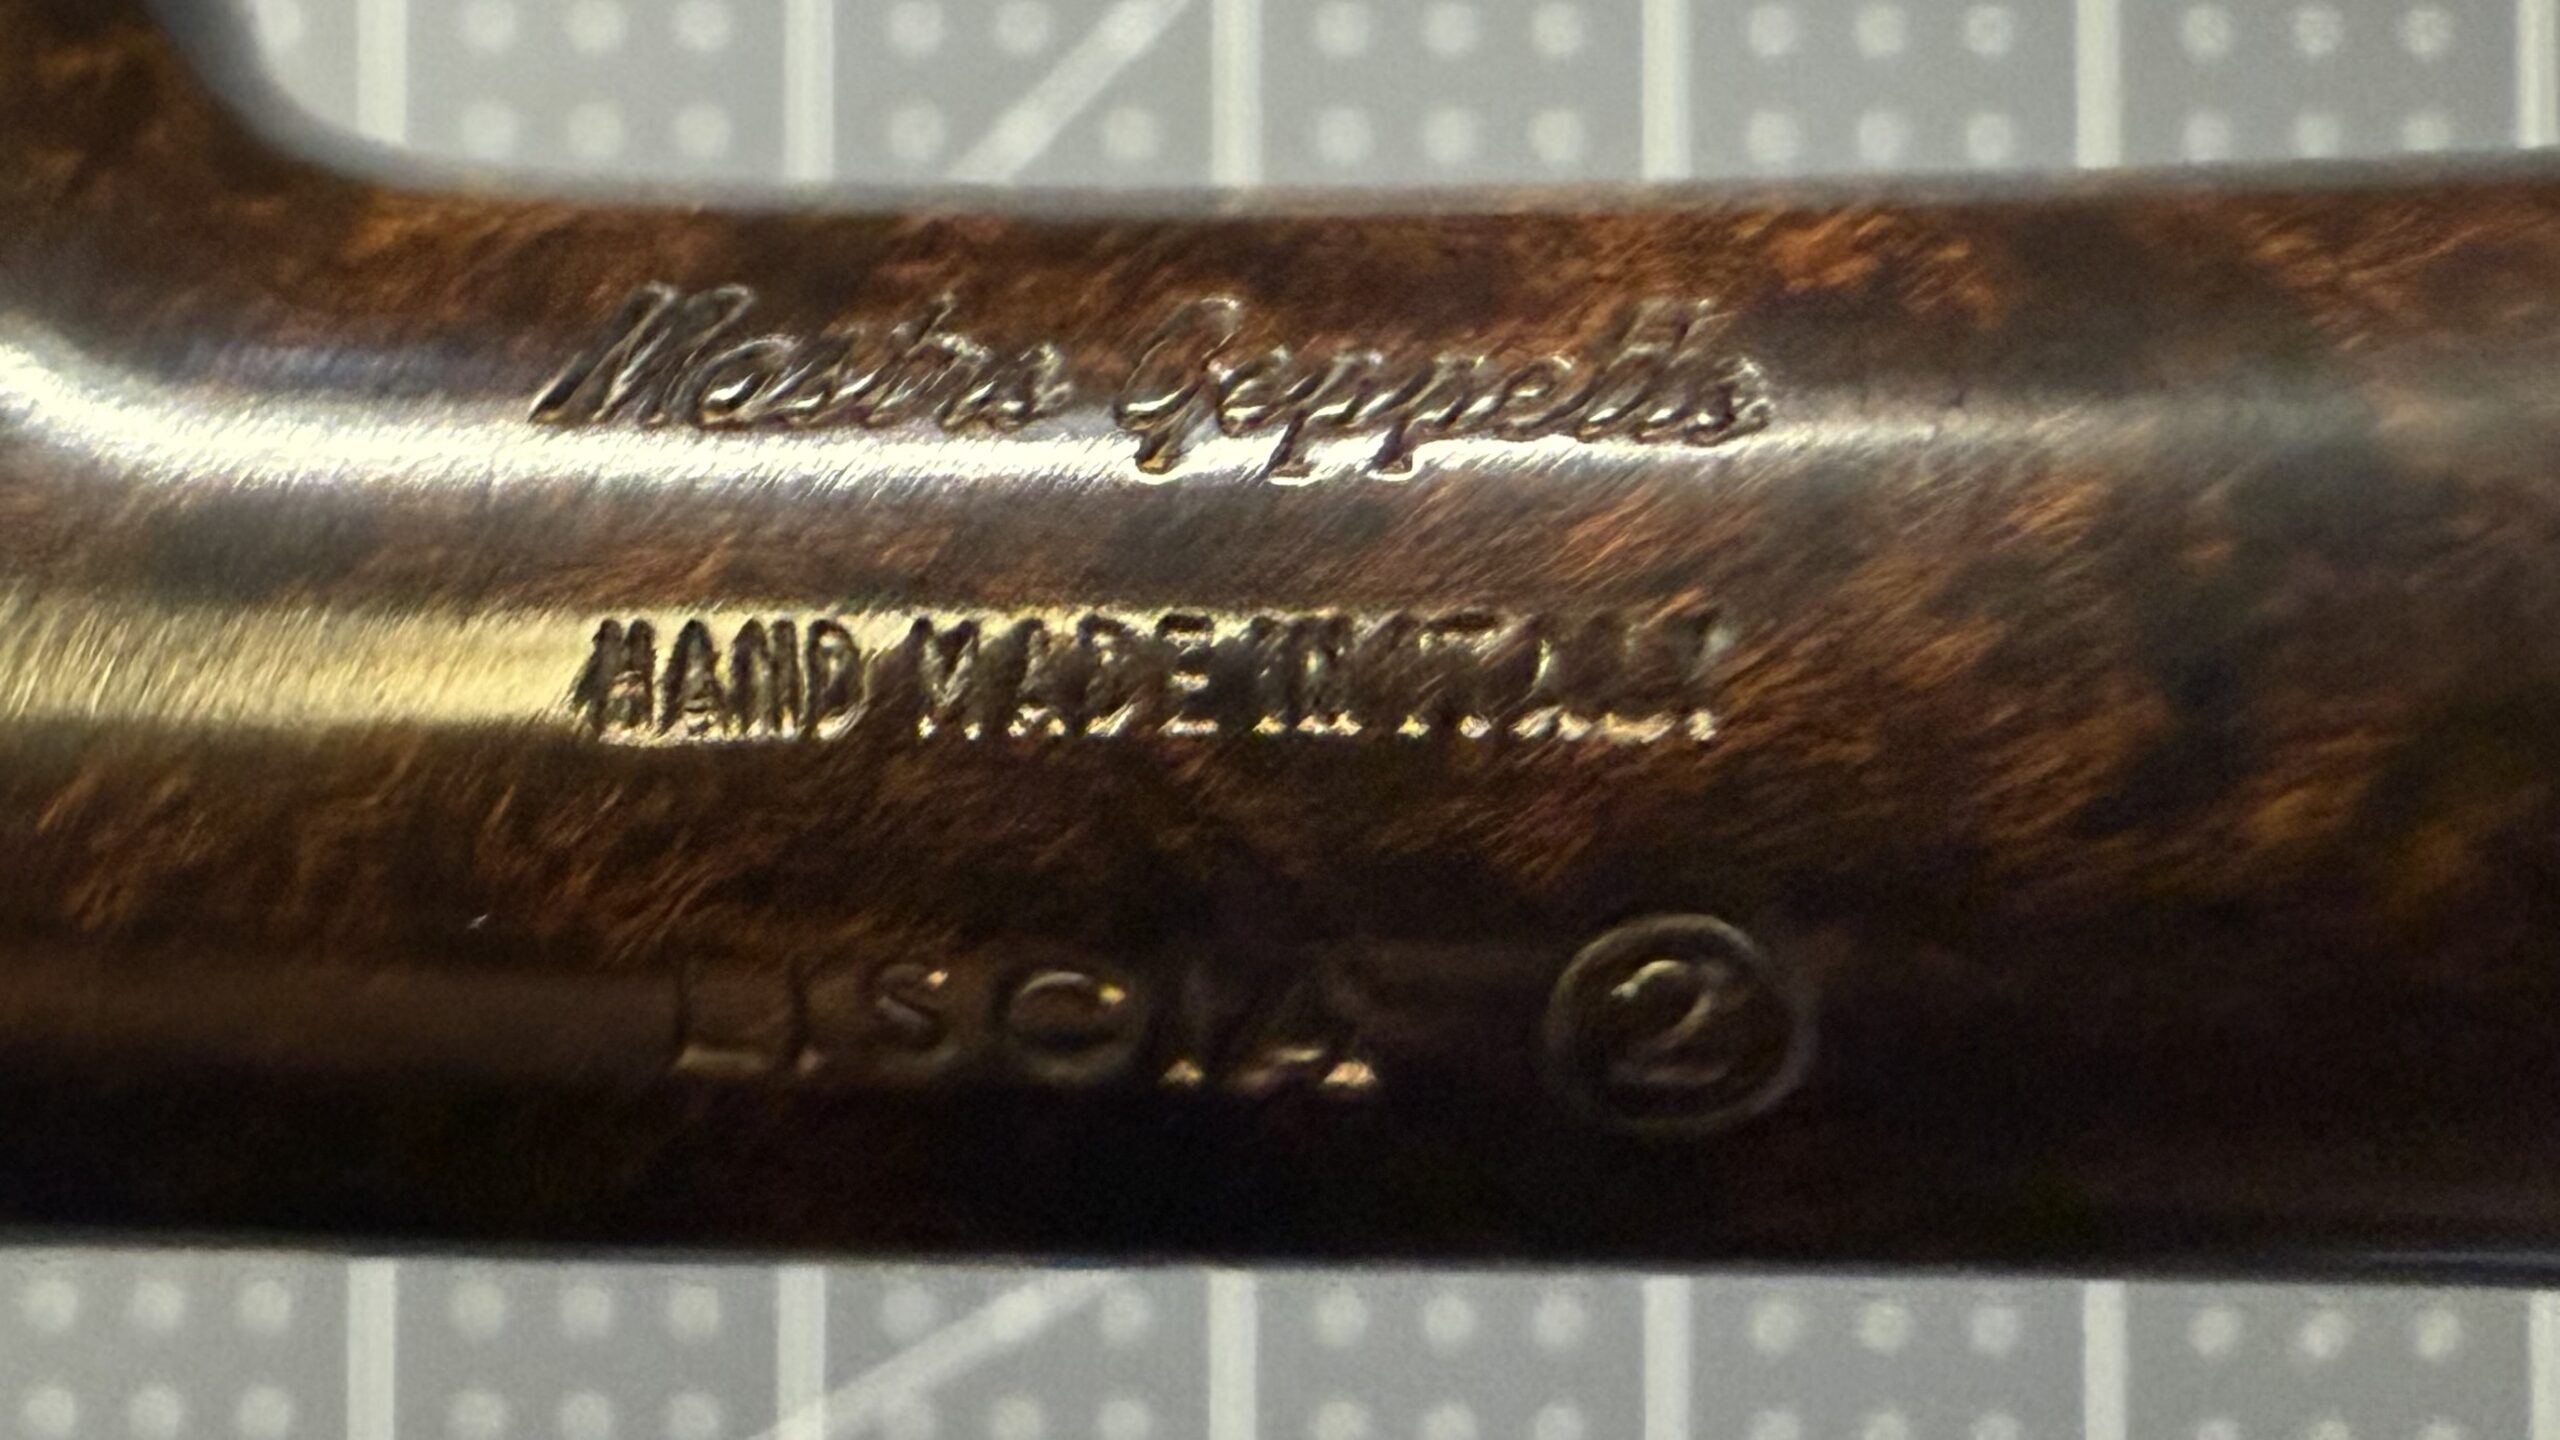 Mastro Geppetto
HAND MADE IN ITALY
LISCIA 2